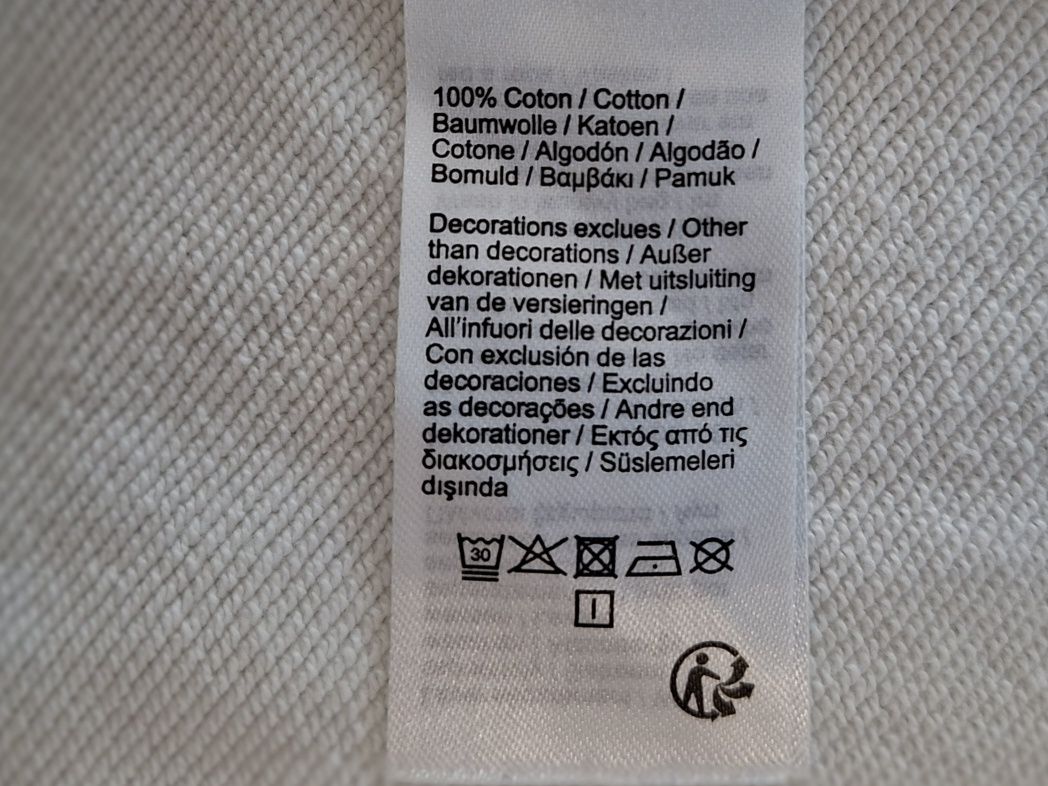 100% Coton / Cotton /
Baumwolle / Katoen /
Cotone / Algodón / Algodão /
Bomuld / Βαμβάκι / Pamuk
Decorations exclues / Other
than decorations / Außer
dekorationen / Met uitsluiting
van de versieringen /
All'infuori delle decorazioni /
Con exclusión de las
decoraciones / Excluindo
as decorações / Andre end
dekorationer / Εκτός από τις
διακοσμήσεις / Süslemeleri
dışında
30